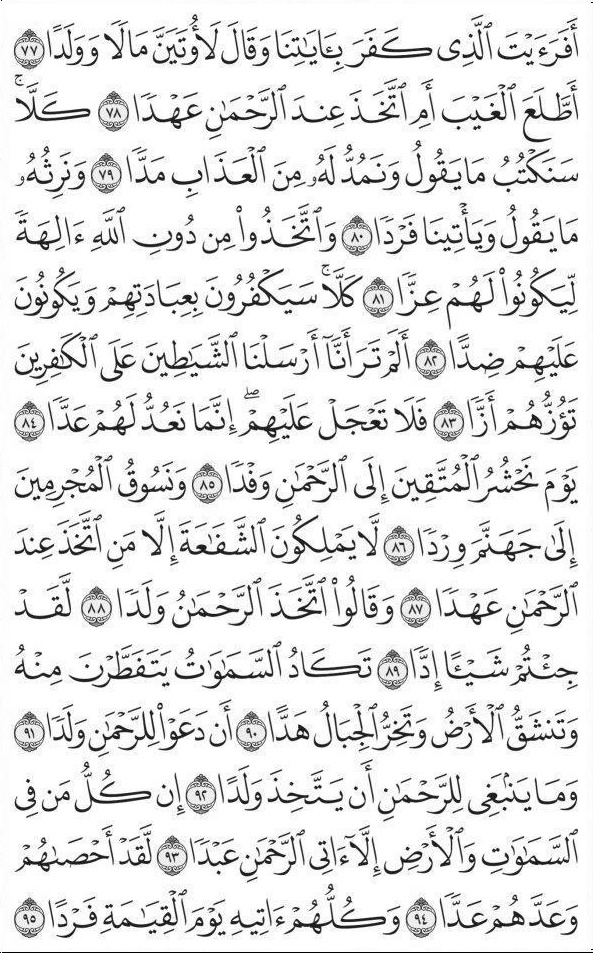 أَفَرَءَيْتَ ٱلَّذِى كَفَرَ بِـَٔايَـٰتِنَا وَقَالَ لَأُوتَيَنَّ مَالًا وَوَلَدًا ٧٧
أَطَّلَعَ ٱلْغَيْبَ أَمِ ٱتَّخَذَ عِندَ ٱلرَّحْمَـٰنِ عَهْدًا ٧٨ كَلَّا ۚ
سَنَكْتُبُ مَا يَقُولُ وَنَمُدُّ لَهُۥ مِنَ ٱلْعَذَابِ مَدًّا ٧٩ وَنَرِثُهُۥ
مَا يَقُولُ وَيَأْتِينَا فَرْدًا ٨٠ وَٱتَّخَذُوا۟ مِن دُونِ ٱللَّهِ ءَالِهَةً
لِّيَكُونُوا۟ لَهُمْ عِزًّا ٨١ كَلَّا ۚ سَيَكْفُرُونَ بِعِبَادَتِهِمْ وَيَكُونُونَ
عَلَيْهِمْ ضِدًّا ٨٢ أَلَمْ تَرَ أَنَّآ أَرْسَلْنَا ٱلشَّيَـٰطِينَ عَلَى ٱلْكَـٰفِرِينَ
تَؤُزُّهُمْ أَزًّا ٨٣ فَلَا تَعْجَلْ عَلَيْهِمْ ۖ إِنَّمَا نَعُدُّ لَهُمْ عَدًّا ٨٤
يَوْمَ نَحْشُرُ ٱلْمُتَّقِينَ إِلَى ٱلرَّحْمَـٰنِ وَفْدًا ٨٥ وَنَسُوقُ ٱلْمُجْرِمِينَ
إِلَىٰ جَهَنَّمَ وِرْدًا ٨٦ لَّا يَمْلِكُونَ ٱلشَّفَـٰعَةَ إِلَّا مَنِ ٱتَّخَذَ عِندَ
ٱلرَّحْمَـٰنِ عَهْدًا ٨٧ وَقَالُوا۟ ٱتَّخَذَ ٱلرَّحْمَـٰنُ وَلَدًا ٨٨ لَّقَدْ
جِئْتُمْ شَيْـًٔا إِدًّا ٨٩ تَكَادُ ٱلسَّمَـٰوَٰتُ يَتَفَطَّرْنَ مِنْهُ
وَتَنشَقُّ ٱلْأَرْضُ وَتَخِرُّ ٱلْجِبَالُ هَدًّا ٩٠ أَن دَعَوْا۟ لِلرَّحْمَـٰنِ وَلَدًا ٩١
وَمَا يَنۢبَغِى لِلرَّحْمَـٰنِ أَن يَتَّخِذَ وَلَدًا ٩٢ إِن كُلُّ مَن فِى
ٱلسَّمَـٰوَٰتِ وَٱلْأَرْضِ إِلَّآ ءَاتِى ٱلرَّحْمَـٰنِ عَبْدًا ٩٣ لَّقَدْ أَحْصَىٰهُمْ
وَعَدَّهُمْ عَدًّا ٩٤ وَكُلُّهُمْ ءَاتِيهِ يَوْمَ ٱلْقِيَـٰمَةِ فَرْدًا ٩٥